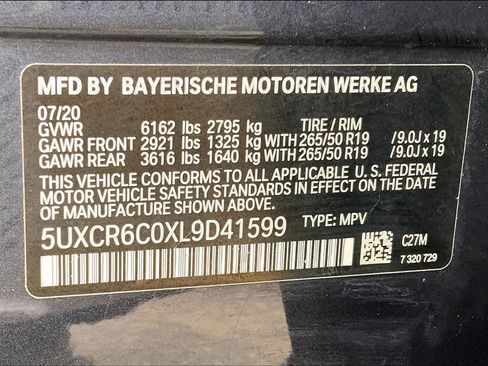 MFD BY BAYERISCHE MOTOREN WERKE AG
07/20
GVWR 6162 lbs 2795 kg TIRE / RIM
GAWR FRONT 2921 lbs 1325 kg WITH 265/50 R19 / 9.0J x 19
GAWR REAR 3616 lbs 1640 kg WITH 265/50 R19 / 9.0J x 19
THIS VEHICLE CONFORMS TO ALL APPLICABLE U. S. FEDERAL
MOTOR VEHICLE SAFETY STANDARDS IN EFFECT ON THE
DATE OF MANUFACTURE SHOWN ABOVE.
5UXCR6C0XL9D41599 TYPE: MPV
C27M
7 320 729